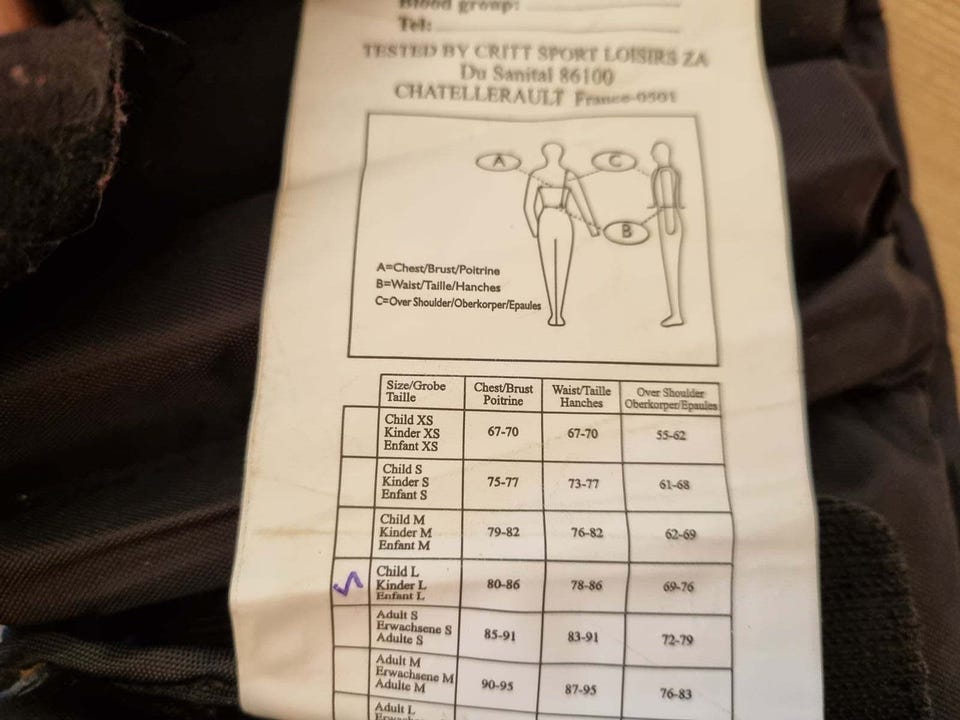 Blood group:
Tel:
TESTED BY CRITT SPORT LOISIRS ZA
Du Sanital 86100
CHATELLERAULT France-0501
A
C
B
A=Chest/Brust/Poitrine
B=Waist/Taille/Hanches
C=Over Shoulder/Oberkorper/Epaules
Size/Grobe Taille
Chest/Brust Poitrine
Waist/Taille Hanches
Over Shoulder Oberkorper/Epaules
Child XS
Kinder XS
Enfant XS
67-70
67-70
55-62
Child S
Kinder S
Enfant S
75-77
73-77
61-68
Child M
Kinder M
Enfant M
79-82
76-82
62-69
Child L
Kinder L
Enfant L
80-86
78-86
69-76
Adult S
Erwachsene S
Adulte S
85-91
83-91
72-79
Adult M
Erwachsene M
Adulte M
90-95
87-95
76-83
Adult L